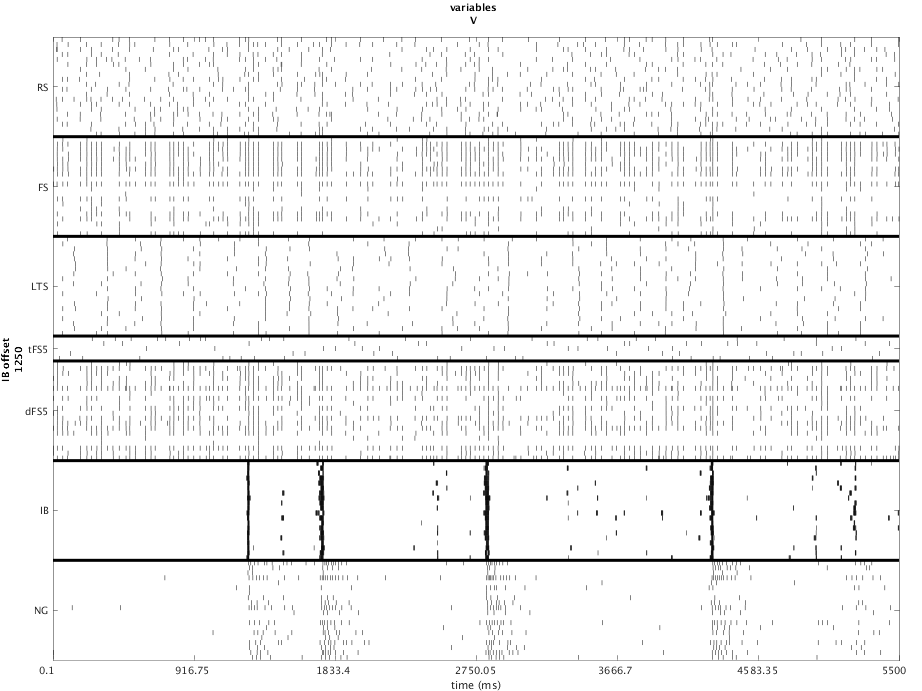 variables
V
RS
FS
LTS
tFS5
dFS5
IB
NG
IB offset
1250
0.1 916.75 1833.4 2750.05 3666.7 4583.35 5500
time (ms)